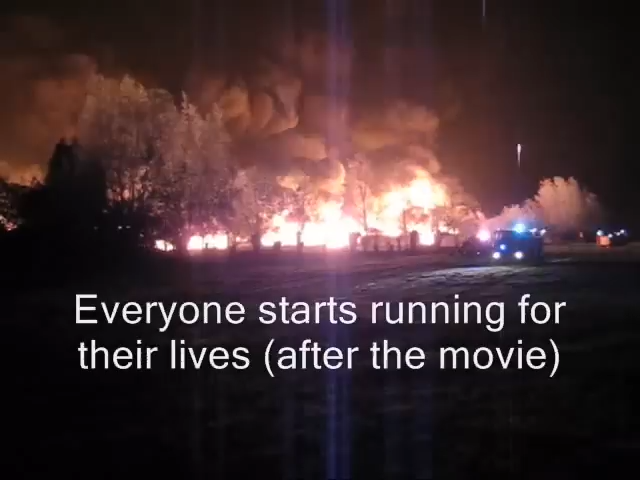 Everyone starts running for
their lives (after the movie)